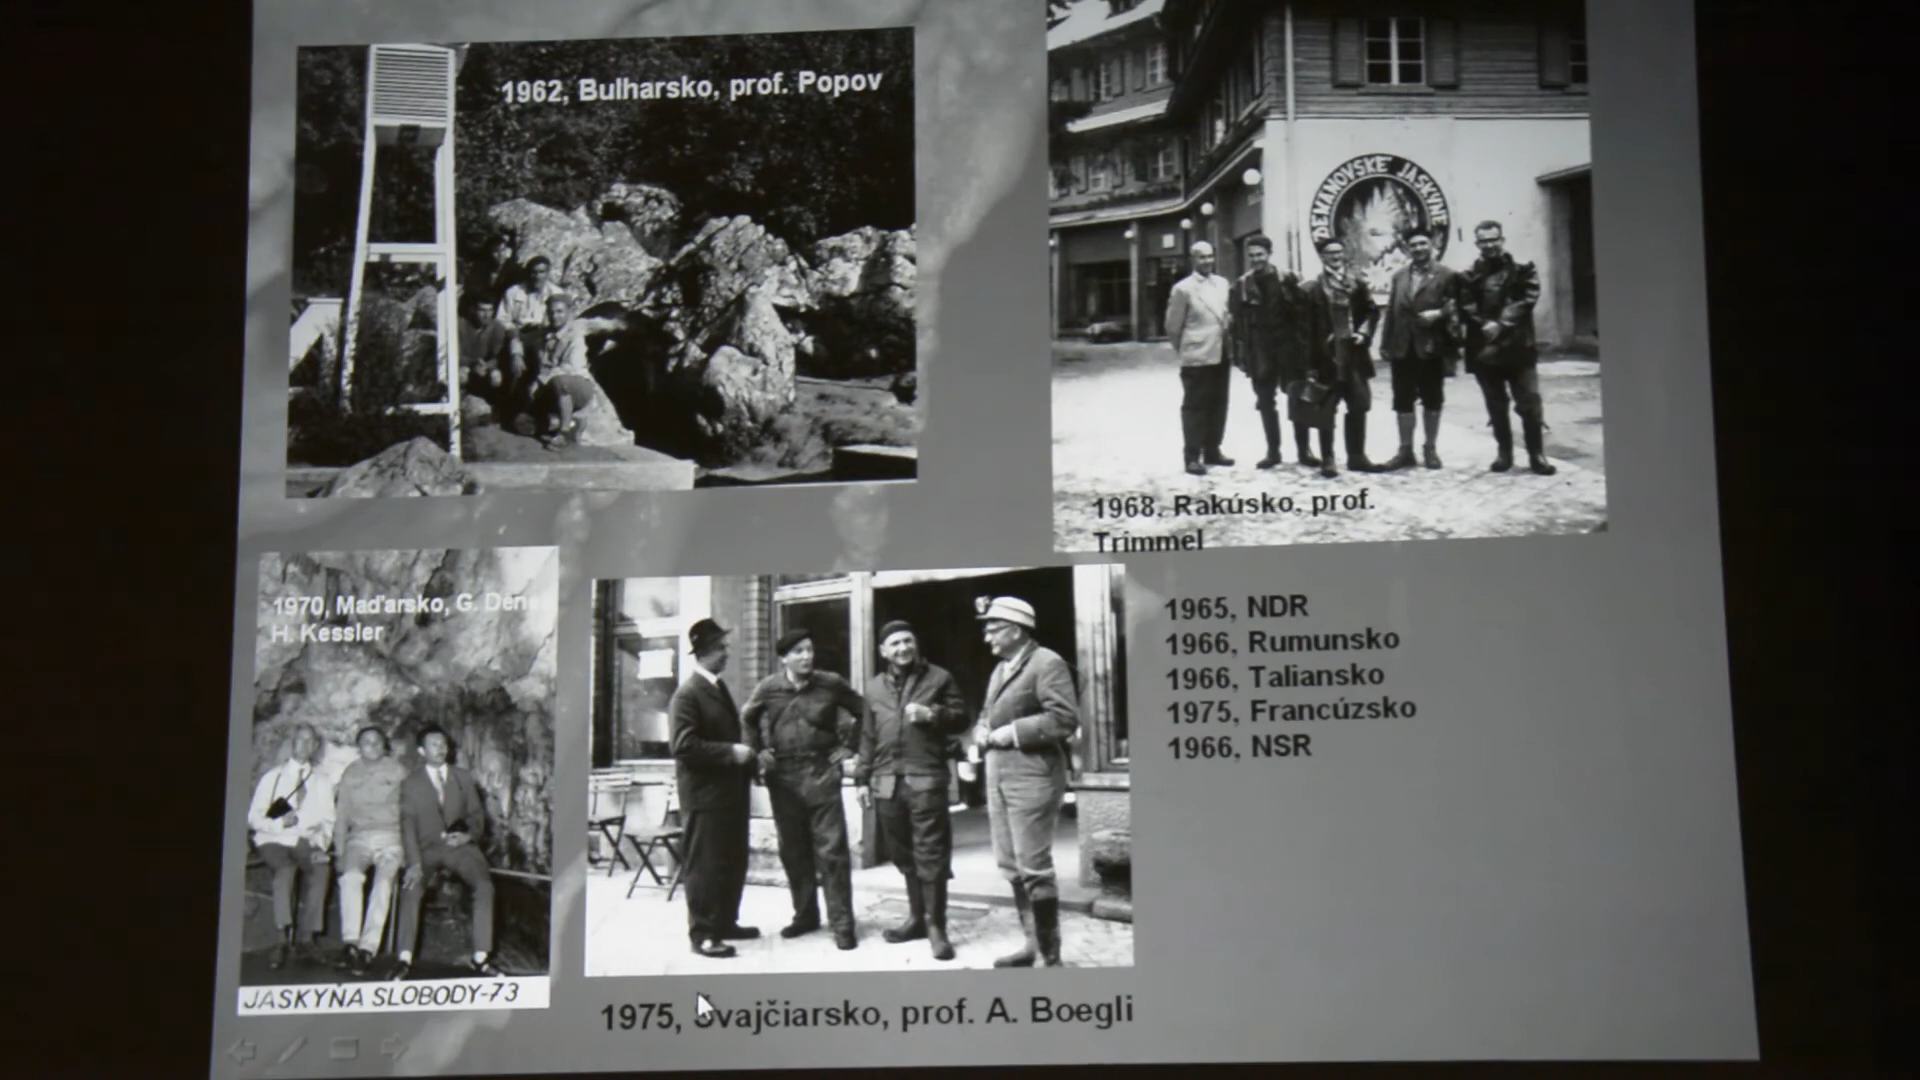 1962, Bulharsko, prof. Popov
DEMÄNOVSKÉ JASKYNE
1968, Rakúsko, prof.
Trimmel
1970, Maďarsko, G. Dene
H. Kessler
JASKYŇA SLOBODY-73
1965, NDR
1966, Rumunsko
1966, Taliansko
1975, Francúzsko
1966, NSR
1975, Švajčiarsko, prof. A. Boegli